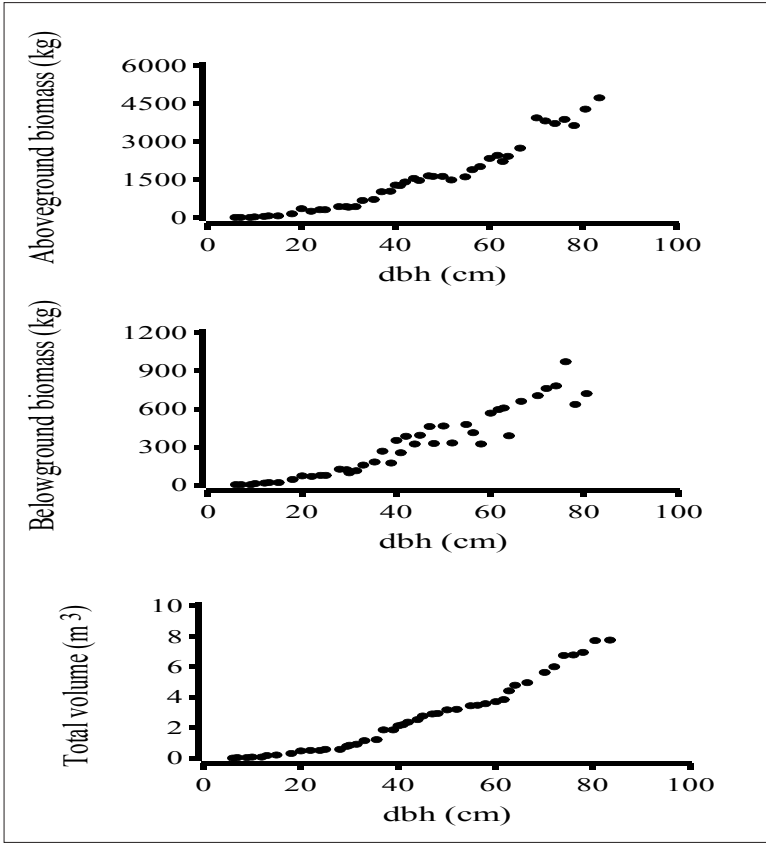 Aboveground biomass (kg)
6000
4500
3000
1500
0
0 20 40 60 80 100
dbh (cm)
Belowground biomass (kg)
1200
900
600
300
0
0 20 40 60 80 100
dbh (cm)
Total volume (m³)
10
8
6
4
2
0
0 20 40 60 80 100
dbh (cm)